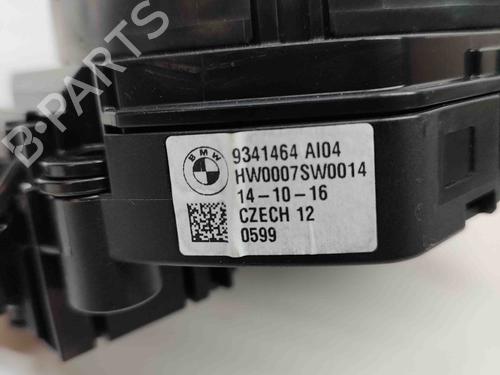 B-PARTS
BMW
9341464 AI04
HW0007SW0014
14-10-16
CZECH 12
0599